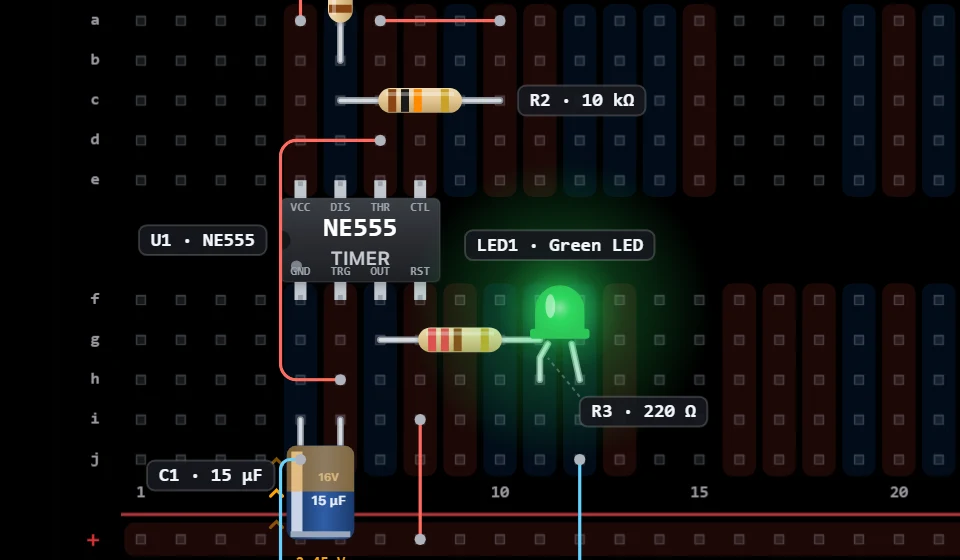 a
b
c
R2 · 10 kΩ
d
e
VCC DIS THR CTL
U1 · NE555
NE555
TIMER
GND TRG OUT RST
LED1 · Green LED
f
g
h
R3 · 220 Ω
i
j
C1 · 15 µF
16V
15 µF
1 10 15 20
+